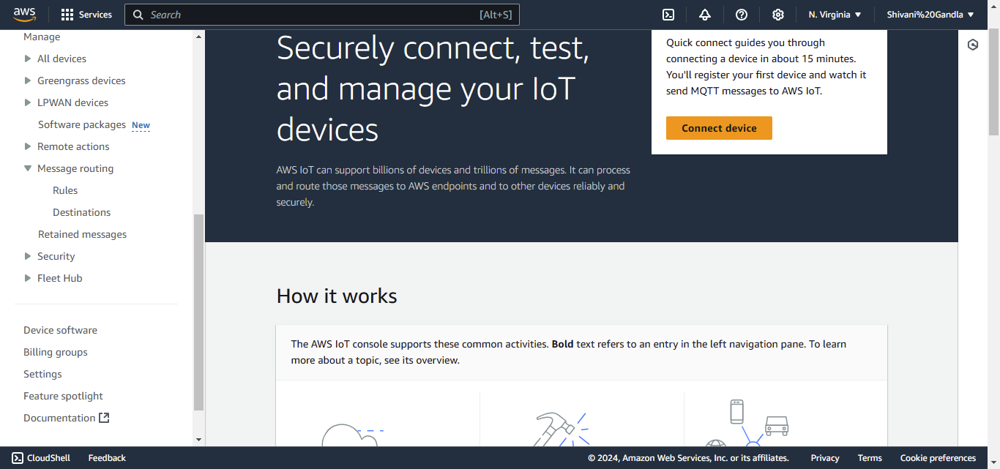 aws
Services
Search
[Alt+S]
N. Virginia
Shivani%20Gandla
Manage
All devices
Greengrass devices
LPWAN devices
Software packages New
Remote actions
Message routing
Rules
Destinations
Retained messages
Security
Fleet Hub
Device software
Billing groups
Settings
Feature spotlight
Documentation
Securely connect, test,
and manage your IoT
devices
AWS IoT can support billions of devices and trillions of messages. It can process
and route those messages to AWS endpoints and to other devices reliably and
securely.
Quick connect guides you through
connecting a device in about 15 minutes.
You'll register your first device and watch it
send MQTT messages to AWS IoT.
Connect device
How it works
The AWS IoT console supports these common activities. Bold text refers to an entry in the left navigation pane. To learn
more about a topic, see its overview.
CloudShell
Feedback
© 2024, Amazon Web Services, Inc. or its affiliates.
Privacy
Terms
Cookie preferences